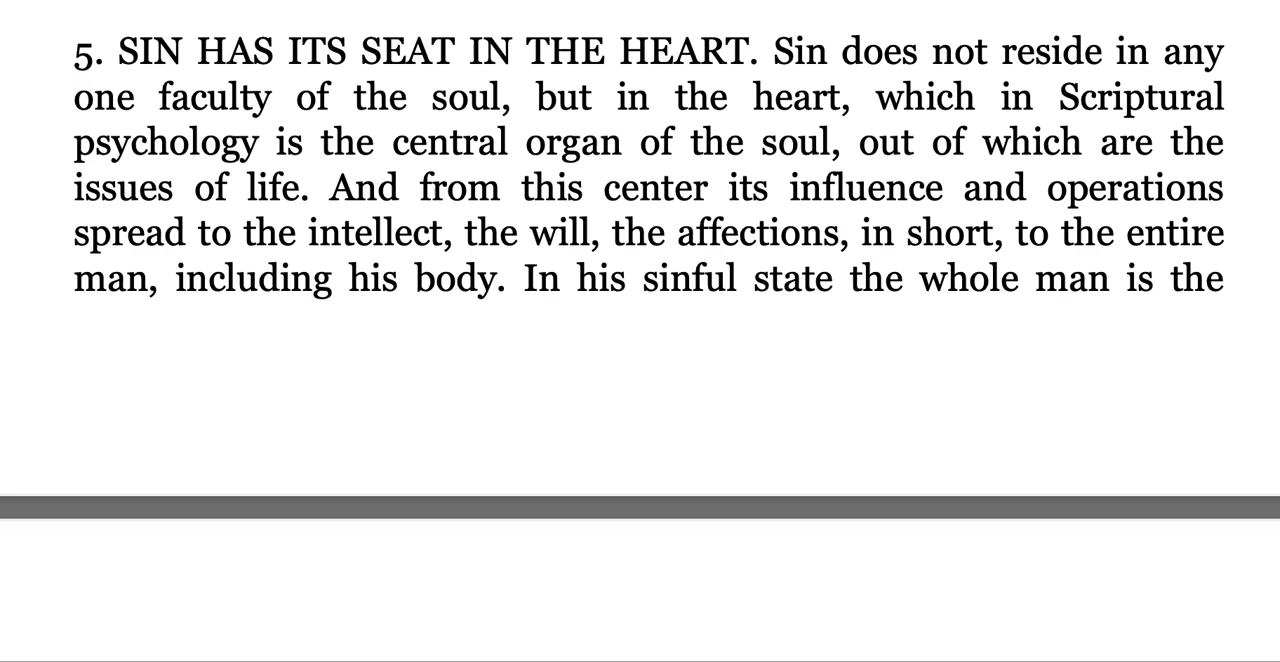 5. SIN HAS ITS SEAT IN THE HEART. Sin does not reside in any
one faculty of the soul, but in the heart, which in Scriptural
psychology is the central organ of the soul, out of which are the
issues of life. And from this center its influence and operations
spread to the intellect, the will, the affections, in short, to the entire
man, including his body. In his sinful state the whole man is the